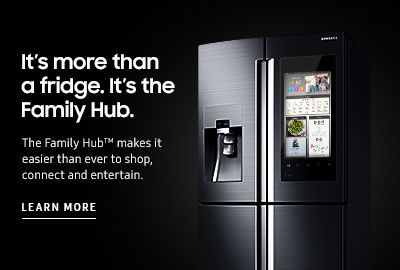 It's more than
a fridge. It's the
Family Hub.
The Family Hub™ makes it
easier than ever to shop,
connect and entertain.
LEARN MORE
SAMSUNG